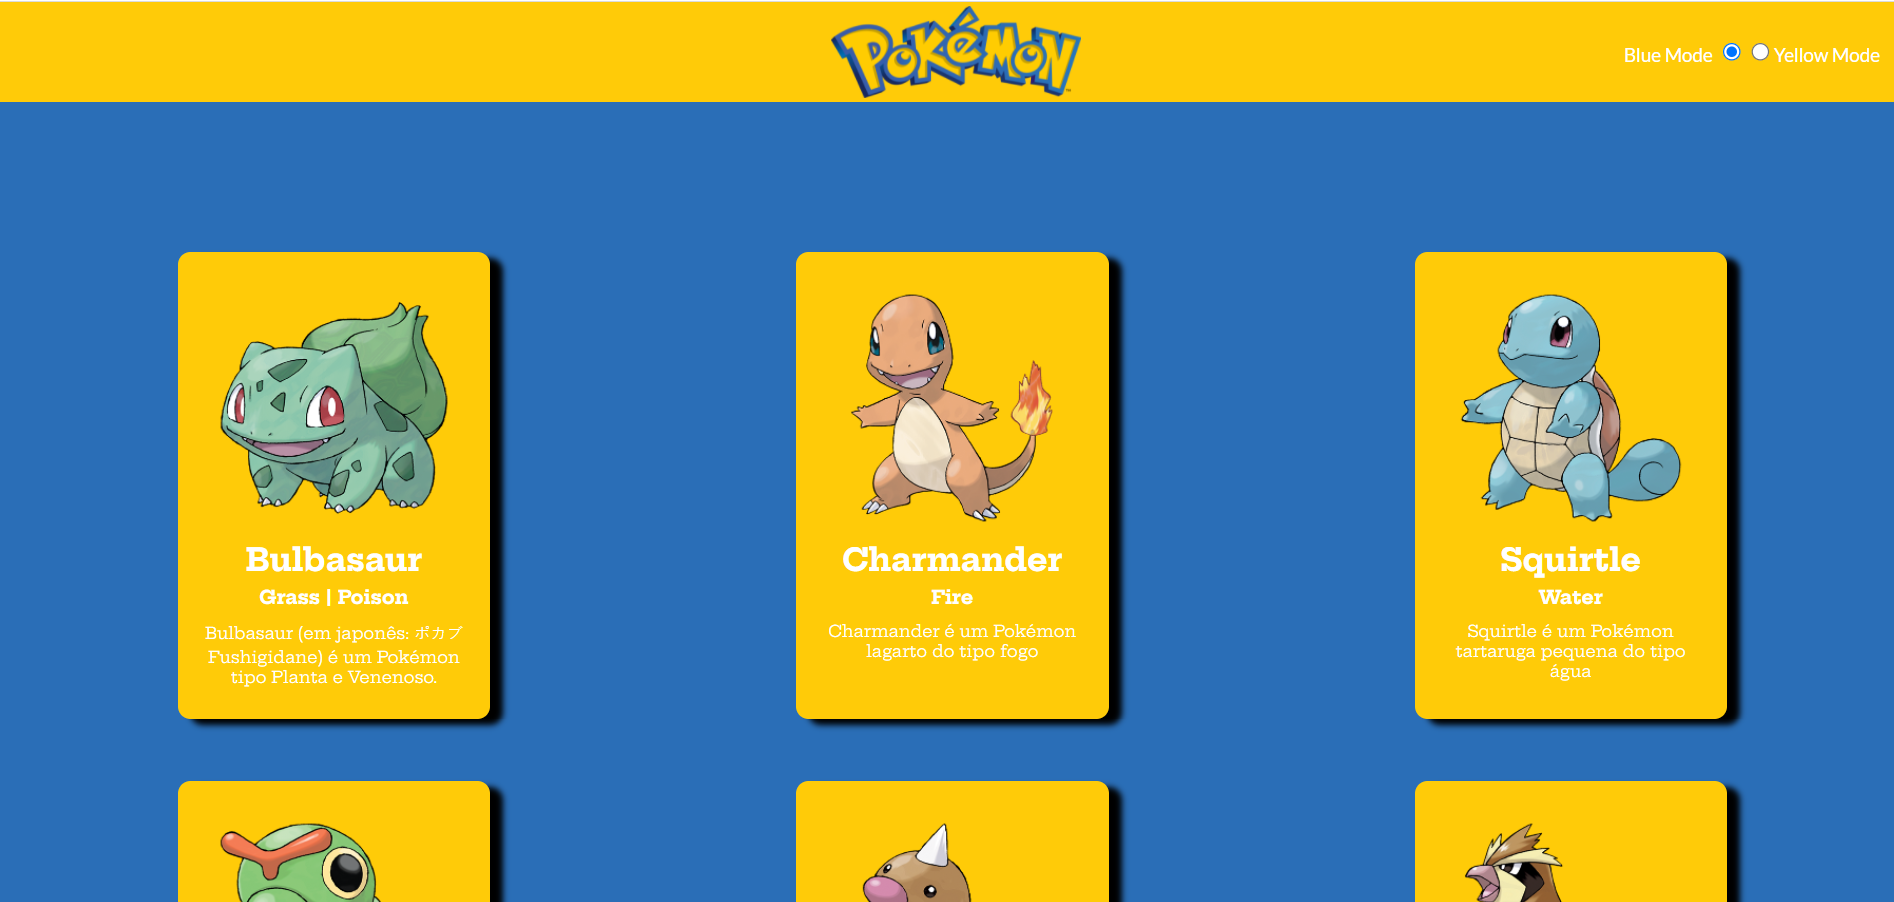 Pokémon
Blue Mode Yellow Mode
Bulbasaur
Grass | Poison
Bulbasaur (em japonês: ポカブ
Fushigidane) é um Pokémon
tipo Planta e Venenoso.
Charmander
Fire
Charmander é um Pokémon
lagarto do tipo fogo
Squirtle
Water
Squirtle é um Pokémon
tartaruga pequena do tipo
água